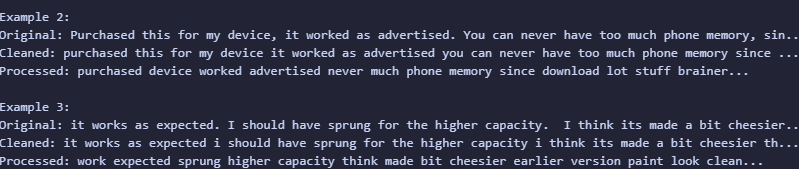 Example 2:
Original: Purchased this for my device, it worked as advertised. You can never have too much phone memory, sin..
Cleaned: purchased this for my device it worked as advertised you can never have too much phone memory since ...
Processed: purchased device worked advertised never much phone memory since download lot stuff brainer...
Example 3:
Original: it works as expected. I should have sprung for the higher capacity.  I think its made a bit cheesier..
Cleaned: it works as expected i should have sprung for the higher capacity i think its made a bit cheesier th...
Processed: work expected sprung higher capacity think made bit cheesier earlier version paint look clean...